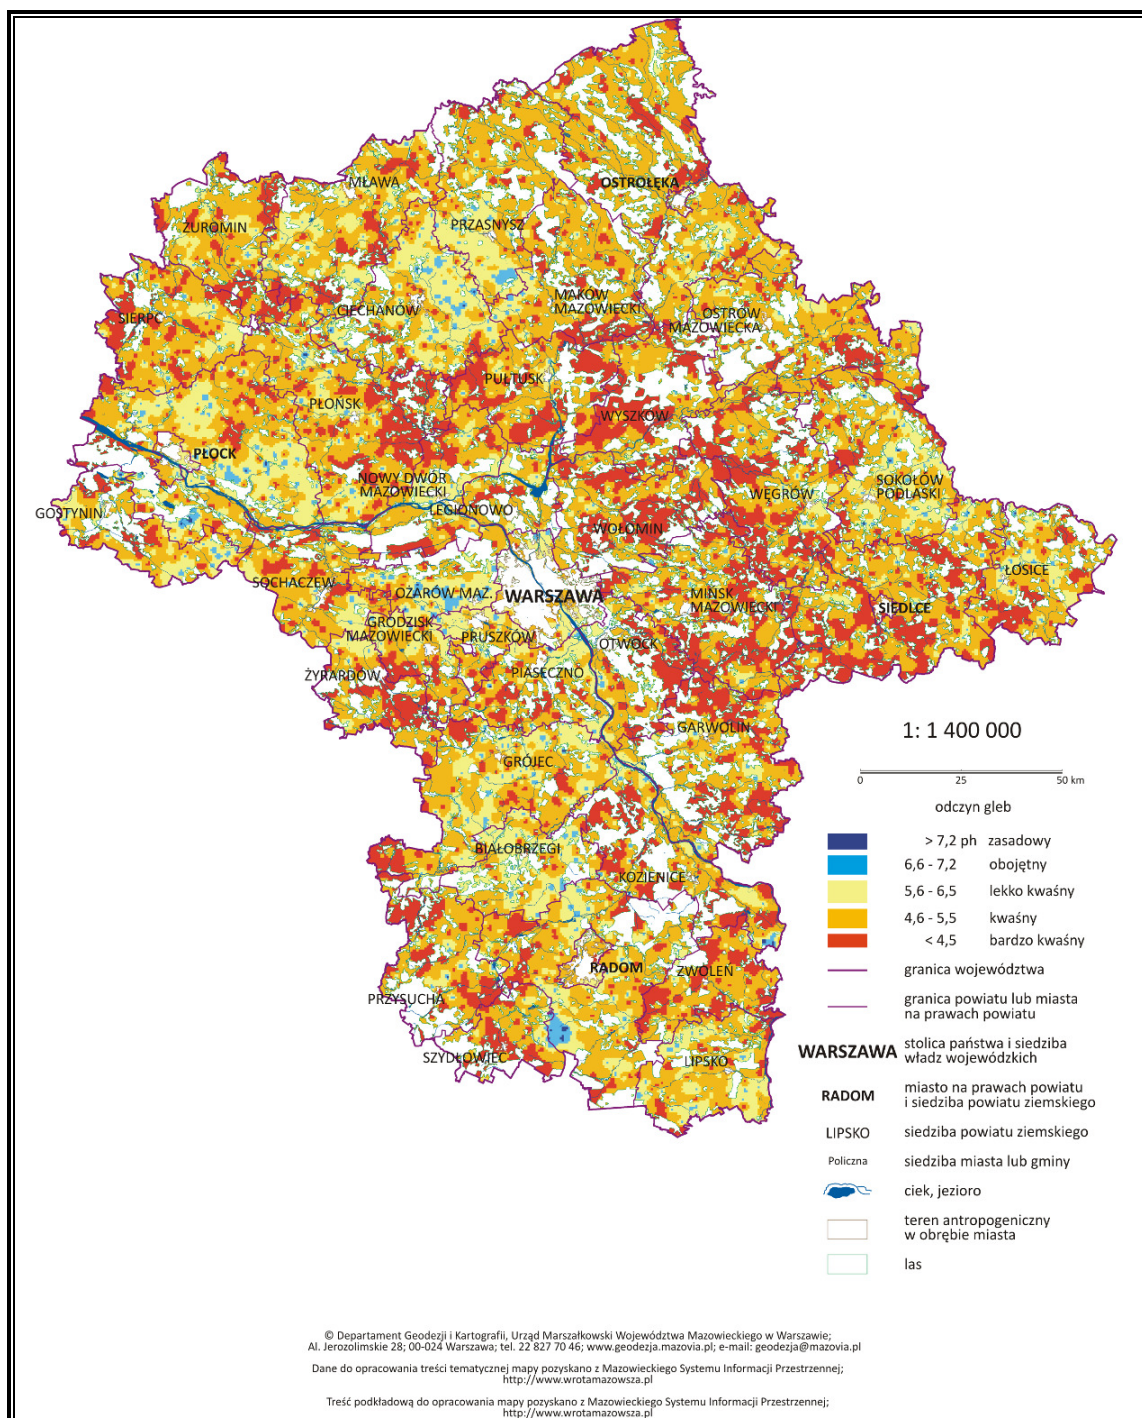 OSTROŁĘKA
MŁAWA
ŻUROMIN
PRZASNYSZ
MAKÓW
MAZOWIECKI
CIECHANÓW
SIERPC
OSTRÓW
MAZOWIECKA
PUŁTUSK
PŁOŃSK
WYSZKÓW
PŁOCK
NOWY DWÓR
MAZOWIECKI
LEGIONOWO
WĘGRÓW
SOKOŁÓW
PODLASKI
GOSTYNIN
WOŁOMIN
SOCHACZEW
OŻARÓW MAZ.
WARSZAWA
MIŃSK
MAZOWIECKI
SIEDLCE
ŁOSICE
GRODZISK
MAZOWIECKI
PRUSZKÓW
OTWOCK
ŻYRARDÓW
PIASECZNO
GARWOLIN
GRÓJEC
BIAŁOBRZEGI
KOZIENICE
RADOM
ZWOLEŃ
PRZYSUCHA
SZYDŁOWIEC
LIPSKO
1: 1 400 000
0 25 50 km
odczyn gleb
> 7,2 ph zasadowy
6,6 - 7,2 obojętny
5,6 - 6,5 lekko kwaśny
4,6 - 5,5 kwaśny
< 4,5 bardzo kwaśny
granica województwa
granica powiatu lub miasta
na prawach powiatu
WARSZAWA stolica państwa i siedziba
władz wojewódzkich
RADOM miasto na prawach powiatu
i siedziba powiatu ziemskiego
LIPSKO siedziba powiatu ziemskiego
Policzna siedziba miasta lub gminy
ciek, jezioro
teren antropogeniczny
w obrębie miasta
las
© Departament Geodezji i Kartografii, Urząd Marszałkowski Województwa Mazowieckiego w Warszawie;
Al. Jerozolimskie 28; 00-024 Warszawa; tel. 22 827 70 46; www.geodezja.mazovia.pl; e-mail: geodezja@mazovia.pl
Dane do opracowania treści tematycznej mapy pozyskano z Mazowieckiego Systemu Informacji Przestrzennej;
http://www.wrotamazowsza.pl
Treść podkładową do opracowania mapy pozyskano z Mazowieckiego Systemu Informacji Przestrzennej;
http://www.wrotamazowsza.pl